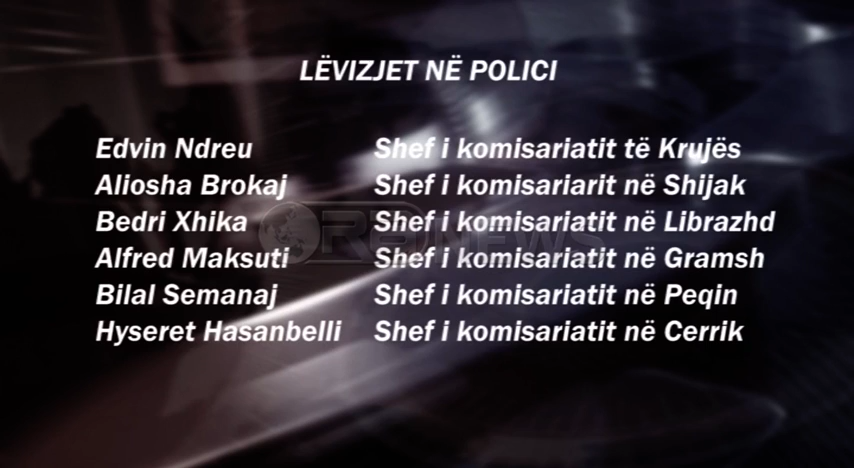 LËVIZJET NË POLICI
Edvin Ndreu Shef i komisariatit të Krujës
Aliosha Brokaj Shef i komisariarit në Shijak
Bedri Xhika Shef i komisariatit në Librazhd
ORA NEWS
Alfred Maksuti Shef i komisariatit në Gramsh
Bilal Semanaj Shef i komisariatit në Peqin
Hyseret Hasanbelli Shef i komisariatit në Cerrik